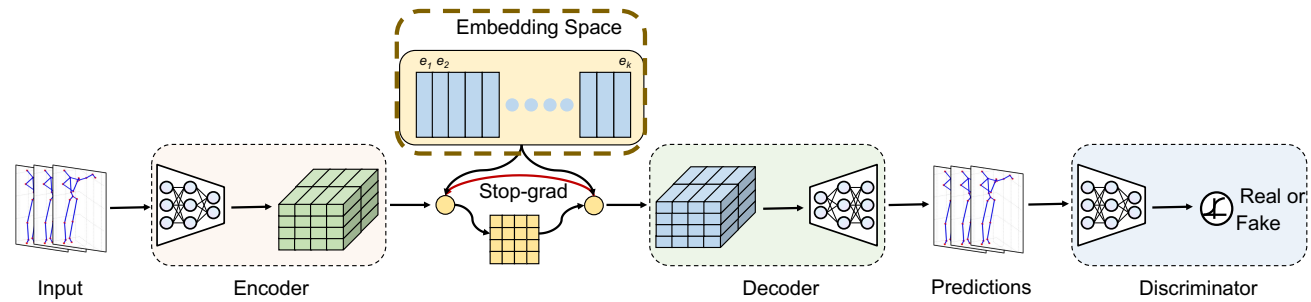 Embedding Space
e1 e2 ek
Stop-grad
Real or
Fake
Input
Encoder
Decoder
Predictions
Discriminator